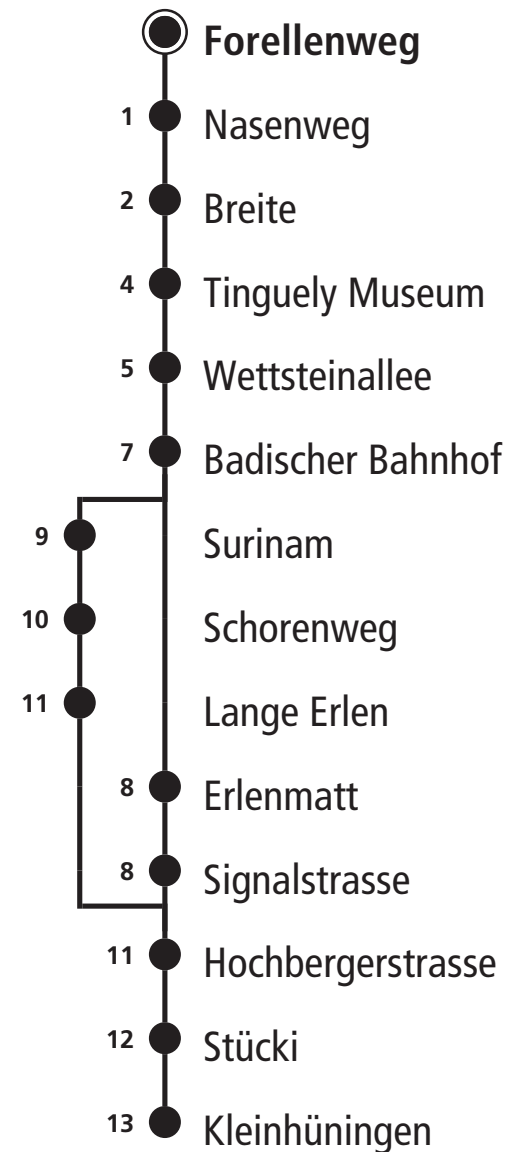 Forellenweg
1 Nasenweg
2 Breite
4 Tinguely Museum
5 Wettsteinallee
7 Badischer Bahnhof
9 Surinam
10 Schorenweg
11 Lange Erlen
8 Erlenmatt
8 Signalstrasse
11 Hochbergerstrasse
12 Stücki
13 Kleinhüningen